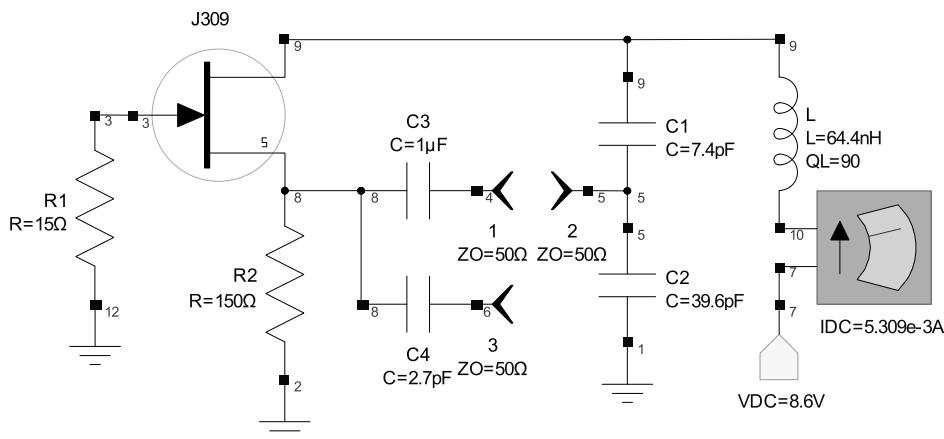 J309
9
9
3
3
9
S
C3
C=1µF
C1
C=7.4pF
L
L=64.4nH
QL=90
R1
R=15Ω
8
8
4
5
5
1
ZO=50Ω
2
ZO=50Ω
5
10
R2
R=150Ω
C2
C=39.6pF
7
12
8
6
7
C4
C=2.7pF
3
ZO=50Ω
1
IDC=5.309e-3A
2
VDC=8.6V